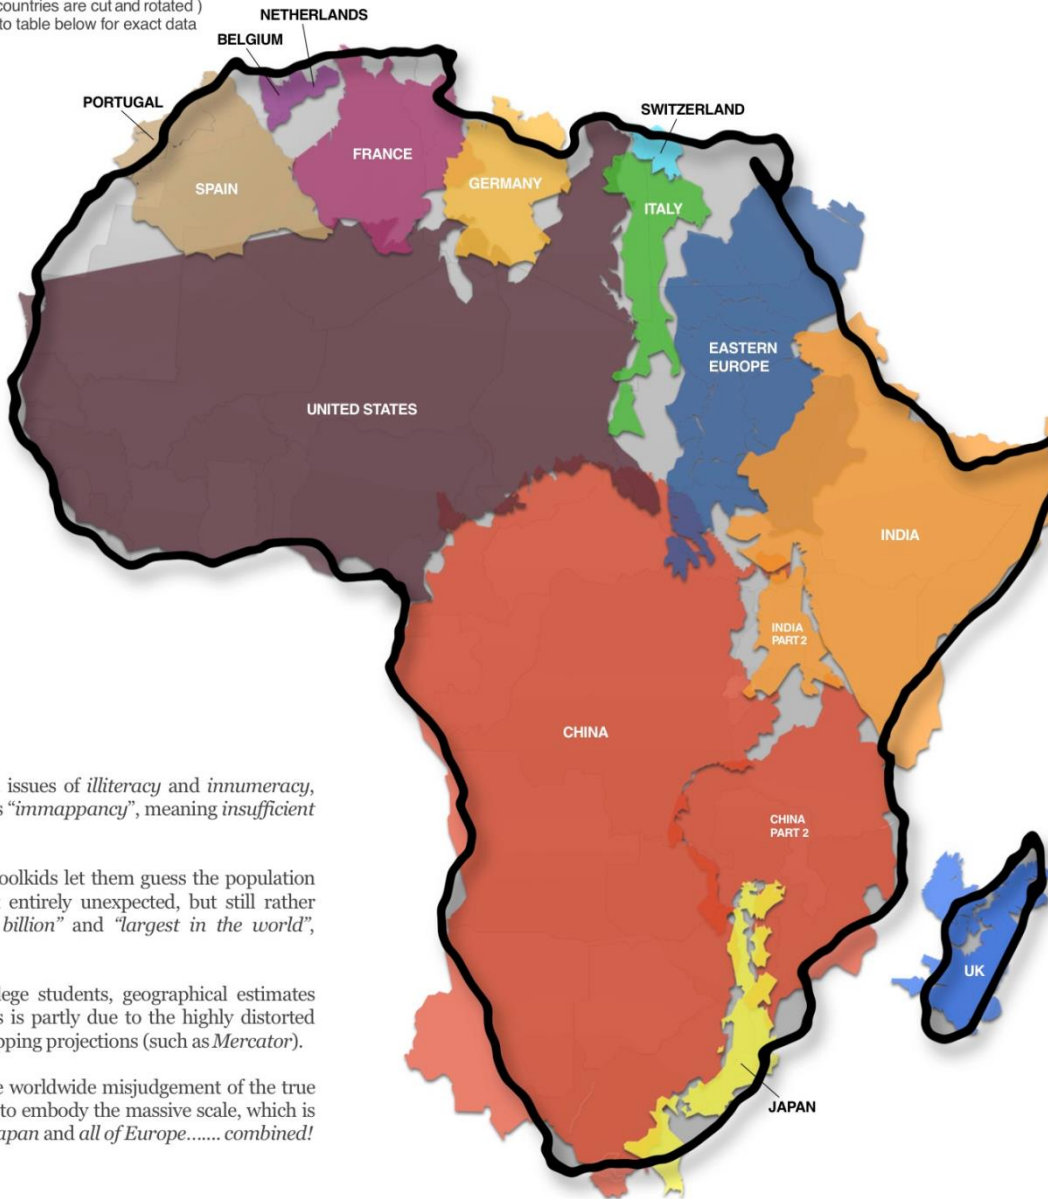 countries are cut and rotated )
to table below for exact data
NETHERLANDS
BELGIUM
PORTUGAL
SWITZERLAND
FRANCE
GERMANY
SPAIN
ITALY
EASTERN
EUROPE
UNITED STATES
INDIA
INDIA
PART 2
CHINA
issues of illiteracy and innumeracy,
“immappancy”, meaning insufficient
CHINA
PART 2
oolkids let them guess the population
entirely unexpected, but still rather
billion” and “largest in the world”,
UK
lege students, geographical estimates
s is partly due to the highly distorted
pping projections (such as Mercator).
e worldwide misjudgement of the true
to embody the massive scale, which is
apan and all of Europe....... combined!
JAPAN